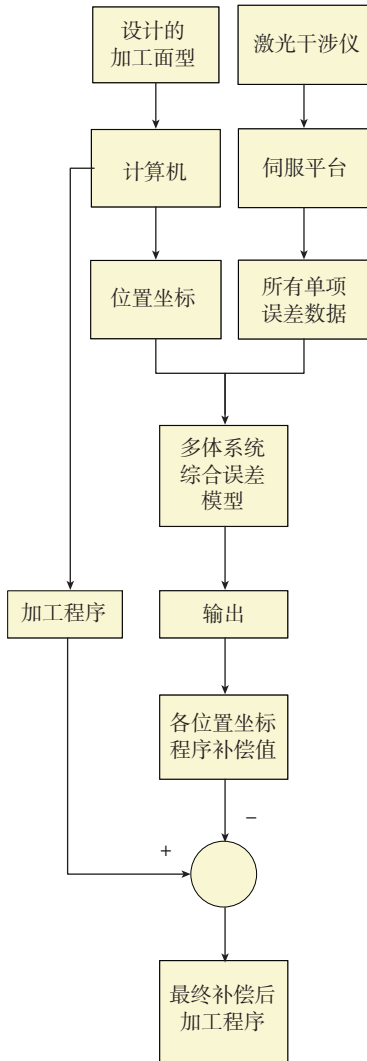 设计的
加工面型
激光干涉仪
计算机
伺服平台
位置坐标
所有单项
误差数据
多体系统
综合误差
模型
加工程序
输出
各位置坐标
程序补偿值
−
+
最终补偿后
加工程序